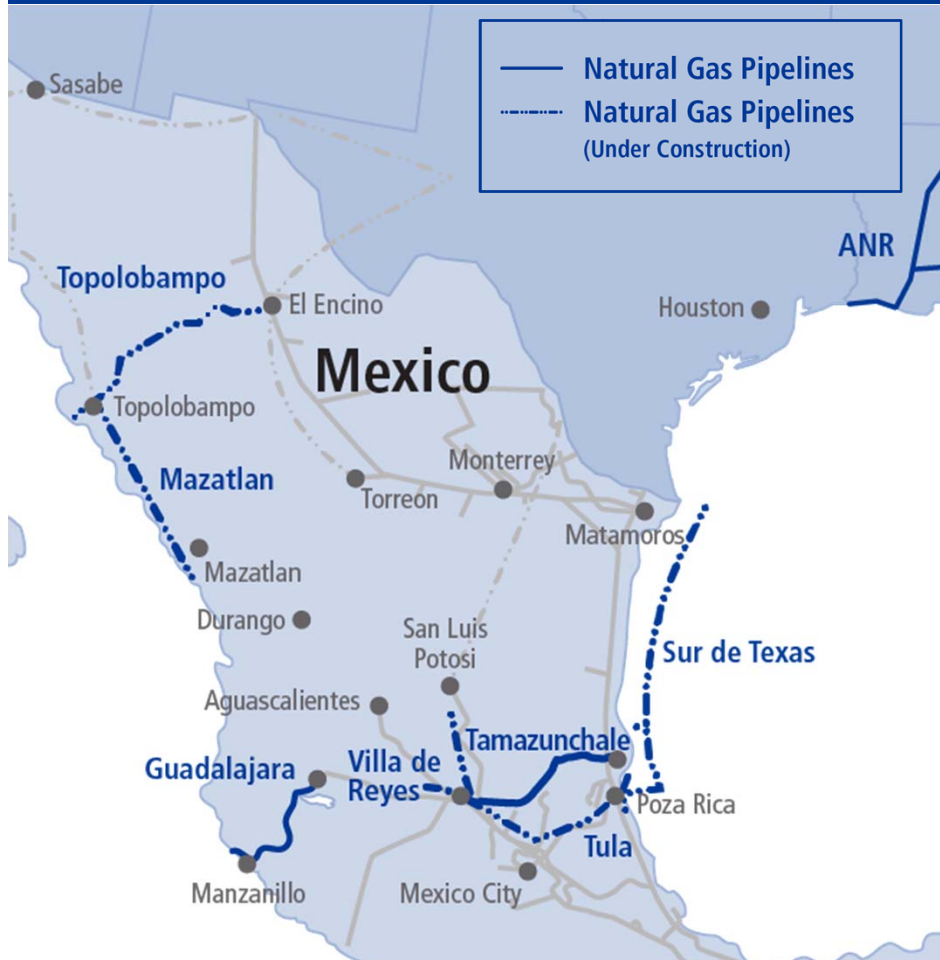 Natural Gas Pipelines
Natural Gas Pipelines
(Under Construction)
Sasabe
ANR
Topolobampo
El Encino
Houston
Mexico
Topolobampo
Monterrey
Mazatlan
Torreon
Matamoros
Mazatlan
Durango
San Luis
Potosi
Sur de Texas
Aguascalientes
Tamazunchale
Guadalajara
Villa de
Reyes
Poza Rica
Tula
Manzanillo
Mexico City